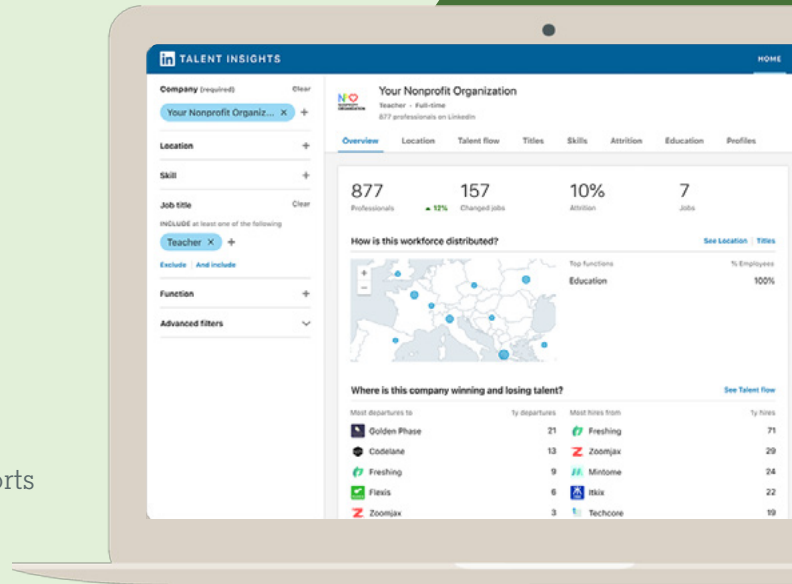 in TALENT INSIGHTS
HOME
Company (required) Clear
Your Nonprofit Organiz... × +
Location +
Skill +
Job title Clear
INCLUDE at least one of the following
Teacher × +
Exclude | And include
Function +
Advanced filters
Your Nonprofit Organization
Teacher · Full-time
877 professionals on LinkedIn
Overview Location Talent flow Titles Skills Attrition Education Profiles
877 157 10% 7
Professionals ▲ 12% Changed jobs Attrition Jobs
How is this workforce distributed? See Location | Titles
+
−
Top functions % Employees
Education 100%
Where is this company winning and losing talent? See Talent flow
Most departures to 1y departures Most hires from 1y hires
Golden Phase 21 Freshing 71
Codelane 13 Zoomjax 29
Freshing 9 Mintome 24
Flexis 6 Itkix 22
Zoomjax 3 Techcore 19
orts